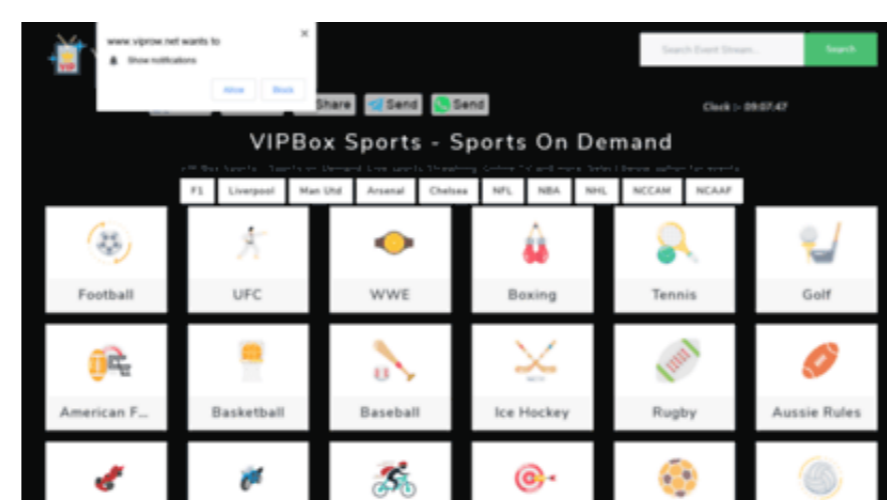 www.viprow.net wants to
Show notifications
Allow Block
Search Event Stream... Search
Share Send Send
Clock :- 09:07:47
VIPBox Sports - Sports On Demand
F1 Liverpool Man Utd Arsenal Chelsea NFL NBA NHL NCCAM NCAAF
Football UFC WWE Boxing Tennis Golf
American F... Basketball Baseball Ice Hockey Rugby Aussie Rules